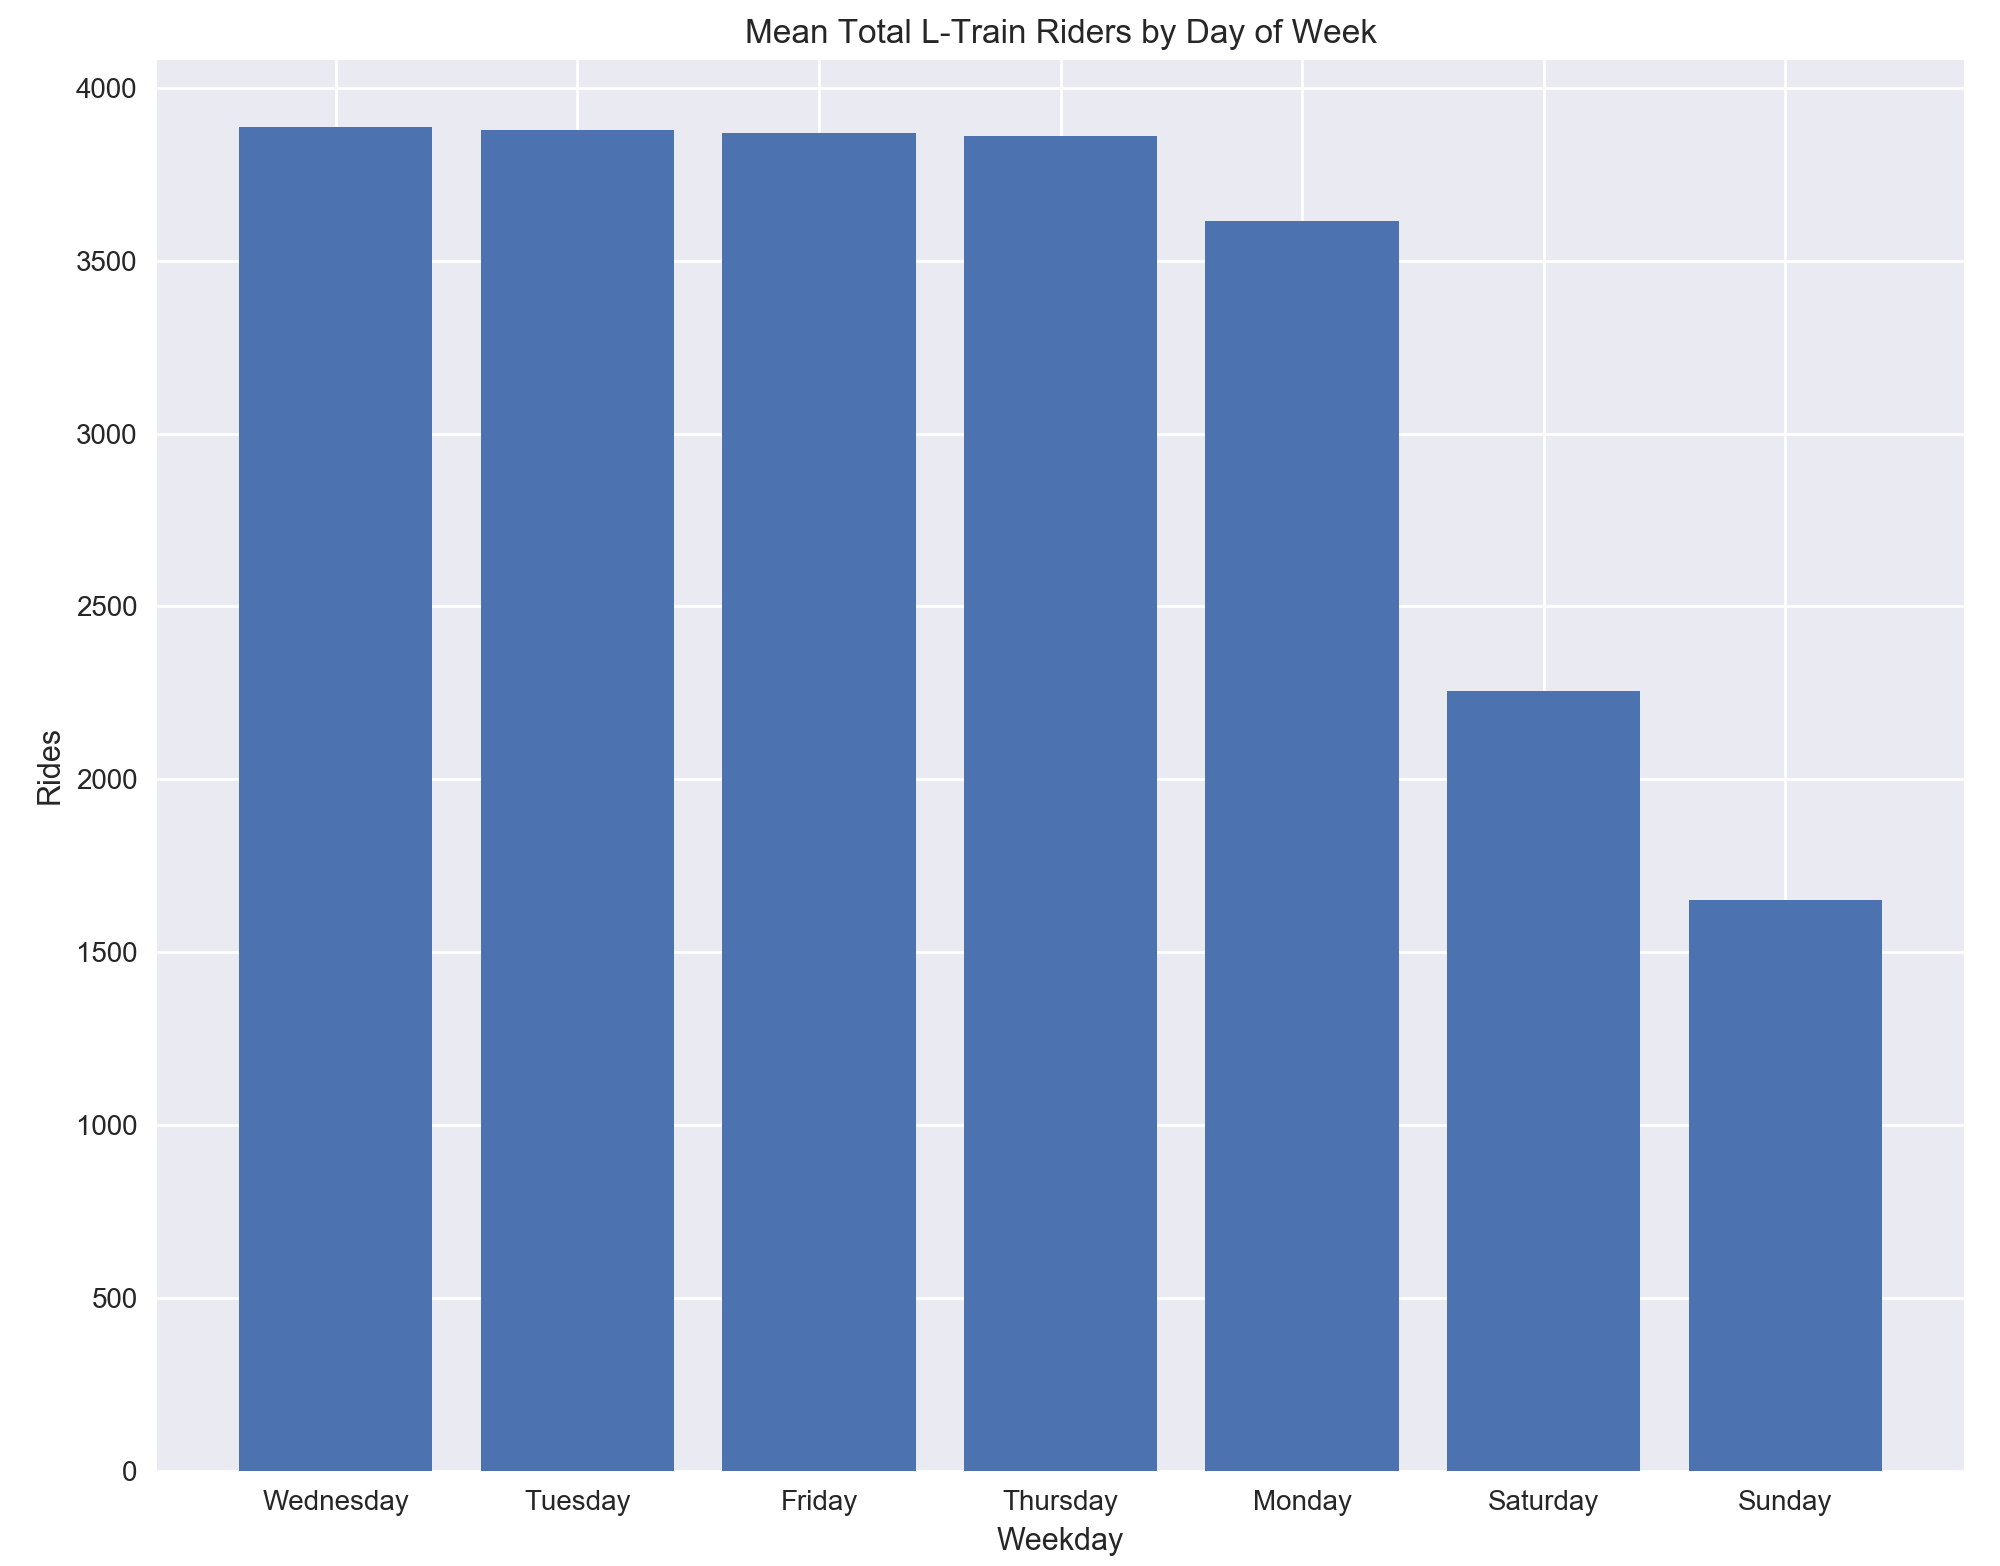 Mean Total L-Train Riders by Day of Week
4000
3500
3000
2500
2000
1500
1000
500
0
Rides
Wednesday Tuesday Friday Thursday Monday Saturday Sunday
Weekday